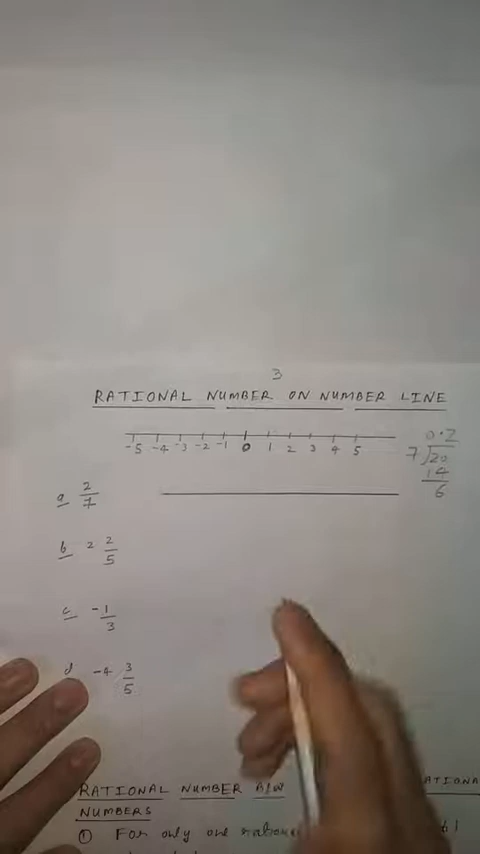 3
RATIONAL NUMBER ON NUMBER LINE
-5 -4 -3 -2 -1 0 1 2 3 4 5
0.2
7 20
14
6
a 2/7
b 2 2/5
c -1/3
d -4 3/5
RATIONAL NUMBER B/W
NUMBERS
① For only one